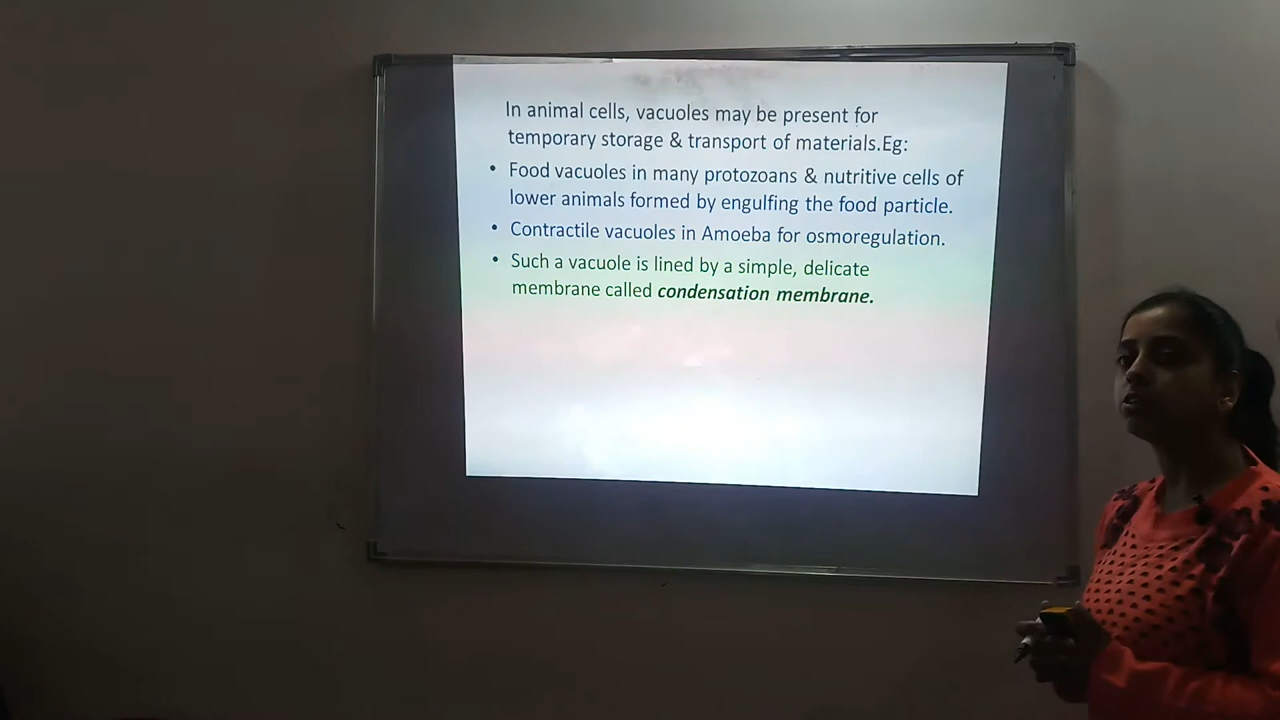 In animal cells, vacuoles may be present for
temporary storage & transport of materials.Eg:
• Food vacuoles in many protozoans & nutritive cells of
lower animals formed by engulfing the food particle.
• Contractile vacuoles in Amoeba for osmoregulation.
• Such a vacuole is lined by a simple, delicate
membrane called condensation membrane.